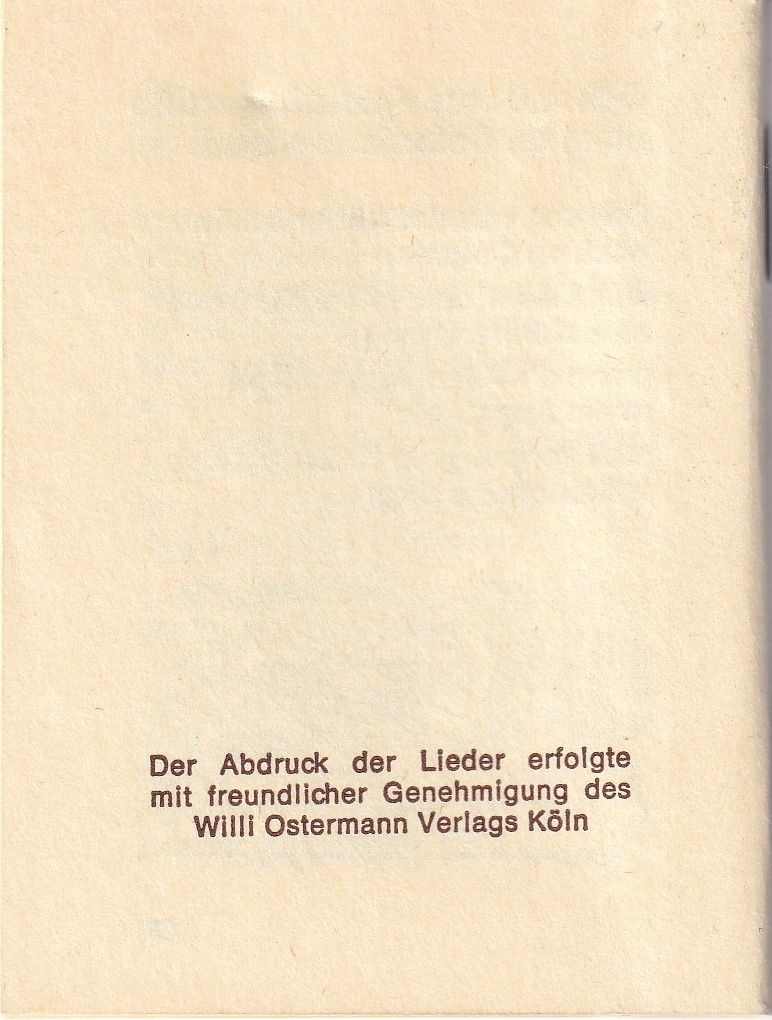 Der Abdruck der Lieder erfolgte
mit freundlicher Genehmigung des
Willi Ostermann Verlags Köln